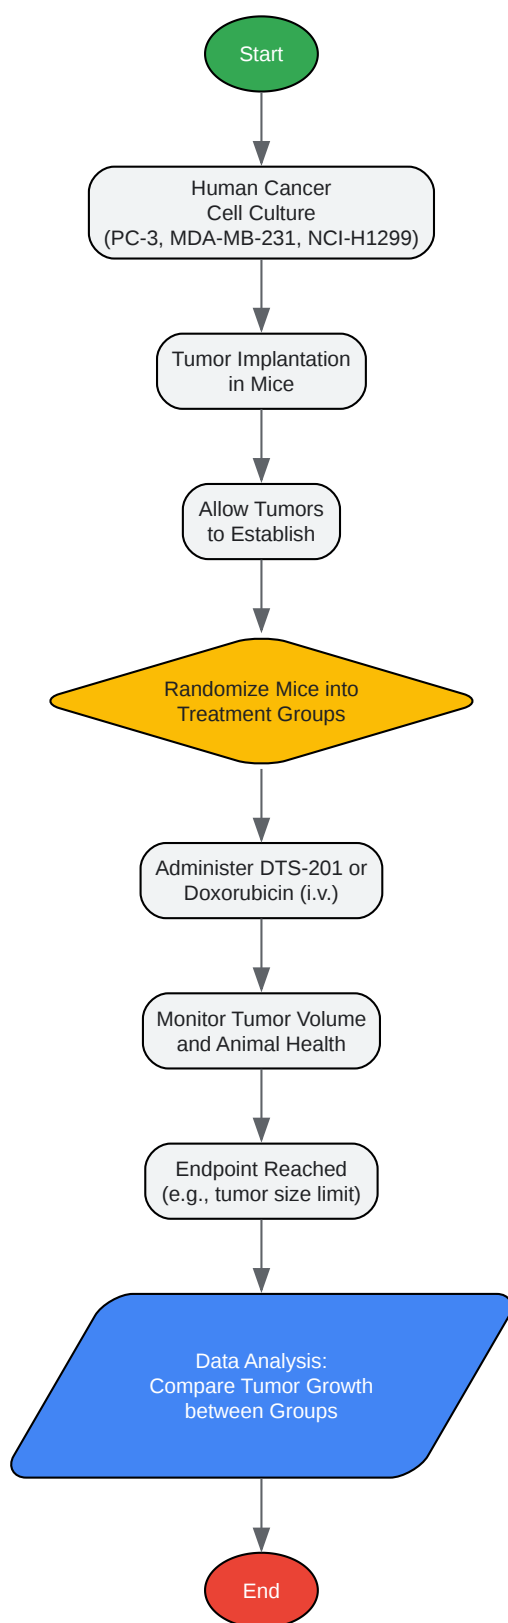 Start
Human Cancer
Cell Culture
(PC-3, MDA-MB-231, NCI-H1299)
Tumor Implantation
in Mice
Allow Tumors
to Establish
Randomize Mice into
Treatment Groups
Administer DTS-201 or
Doxorubicin (i.v.)
Monitor Tumor Volume
and Animal Health
Endpoint Reached
(e.g., tumor size limit)
Data Analysis:
Compare Tumor Growth
between Groups
End